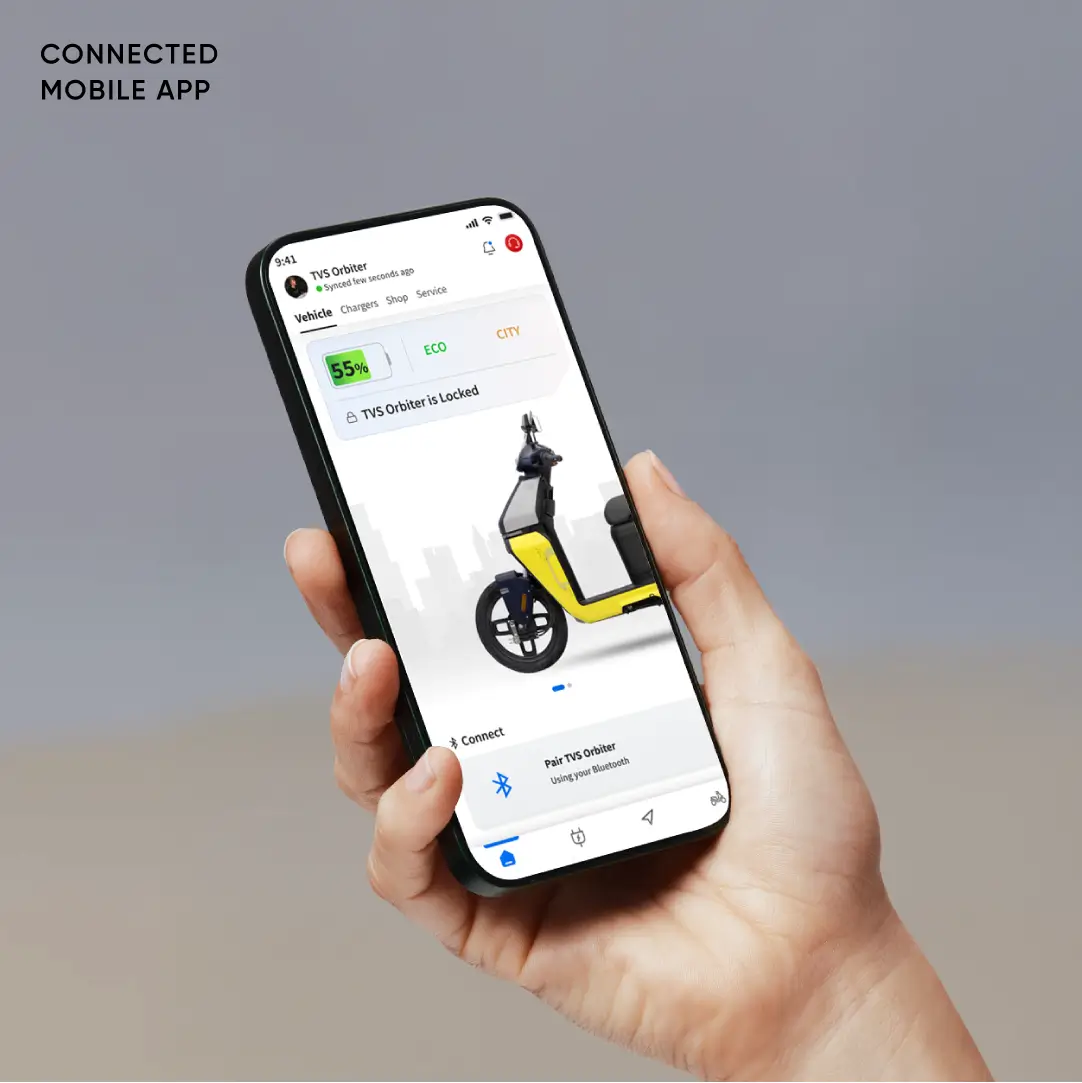 CONNECTED
MOBILE APP
9:41
TVS Orbiter
Synced few seconds ago
Vehicle Chargers Shop Service
55% ECO CITY
TVS Orbiter is Locked
Connect
Pair TVS Orbiter
Using your Bluetooth